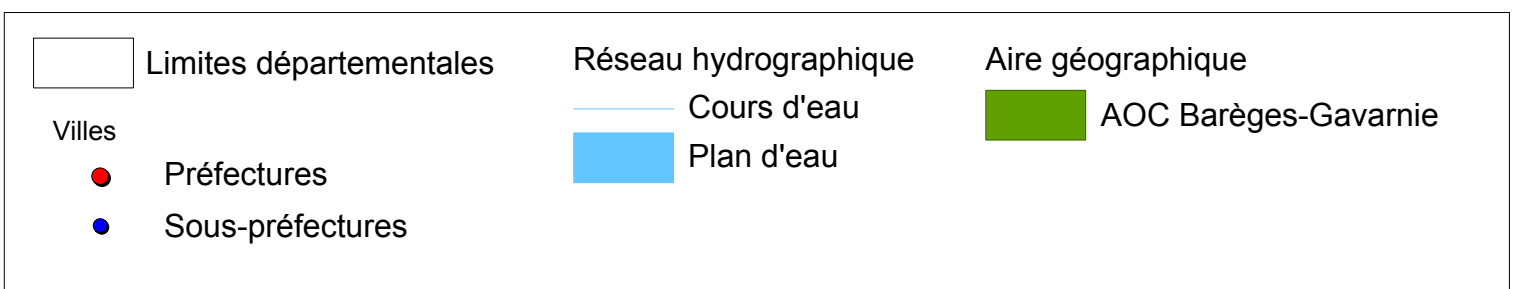 Limites départementales
Villes
Préfectures
Sous-préfectures
Réseau hydrographique
Cours d'eau
Plan d'eau
Aire géographique
AOC Barèges-Gavarnie